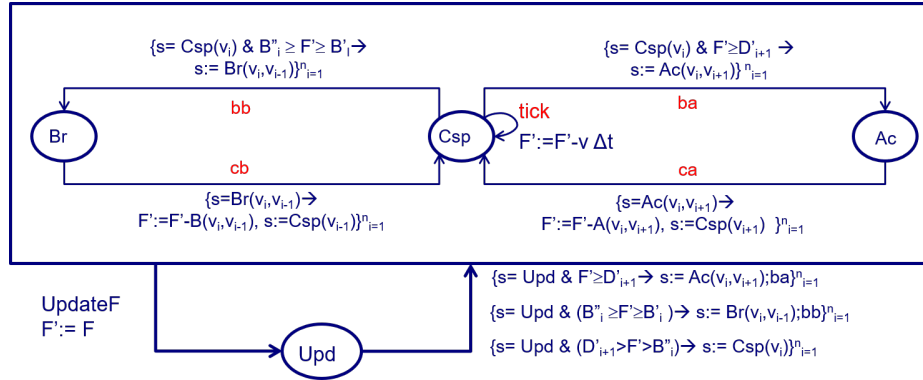 {s= Csp(vᵢ) & B"ᵢ ≥ F'≥ B'ₗ→
s:= Br(vᵢ,vᵢ₋₁)}ⁿᵢ₌₁
{s= Csp(vᵢ) & F'≥D'ᵢ₊₁ →
s:= Ac(vᵢ,vᵢ₊₁)} ⁿᵢ₌₁
bb
tick
ba
Br
Csp
F':=F'-v Δt
Ac
cb
ca
{s=Br(vᵢ,vᵢ₋₁)→
F':=F'-B(vᵢ,vᵢ₋₁), s:=Csp(vᵢ₋₁)}ⁿᵢ₌₁
{s=Ac(vᵢ,vᵢ₊₁)→
F':=F'-A(vᵢ,vᵢ₊₁), s:=Csp(vᵢ₊₁) }ⁿᵢ₌₁
UpdateF
F':= F
Upd
{s= Upd & F'≥D'ᵢ₊₁→ s:= Ac(vᵢ,vᵢ₊₁);ba}ⁿᵢ₌₁
{s= Upd & (B"ᵢ ≥F'≥B'ᵢ )→ s:= Br(vᵢ,vᵢ₋₁);bb}ⁿᵢ₌₁
{s= Upd & (D'ᵢ₊₁>F'>B"ᵢ)→ s:= Csp(vᵢ)}ⁿᵢ₌₁